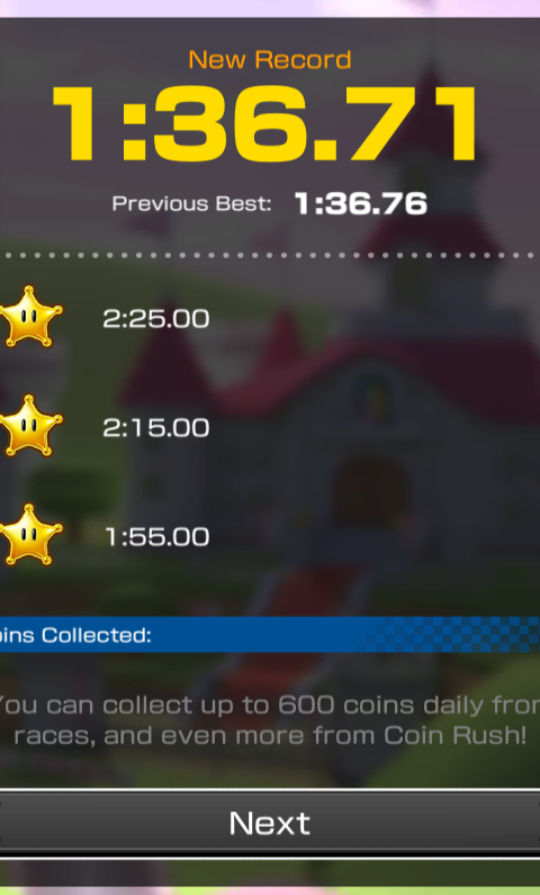 New Record
1:36.71
Previous Best: 1:36.76
2:25.00
2:15.00
1:55.00
oins Collected:
You can collect up to 600 coins daily from
races, and even more from Coin Rush!
Next